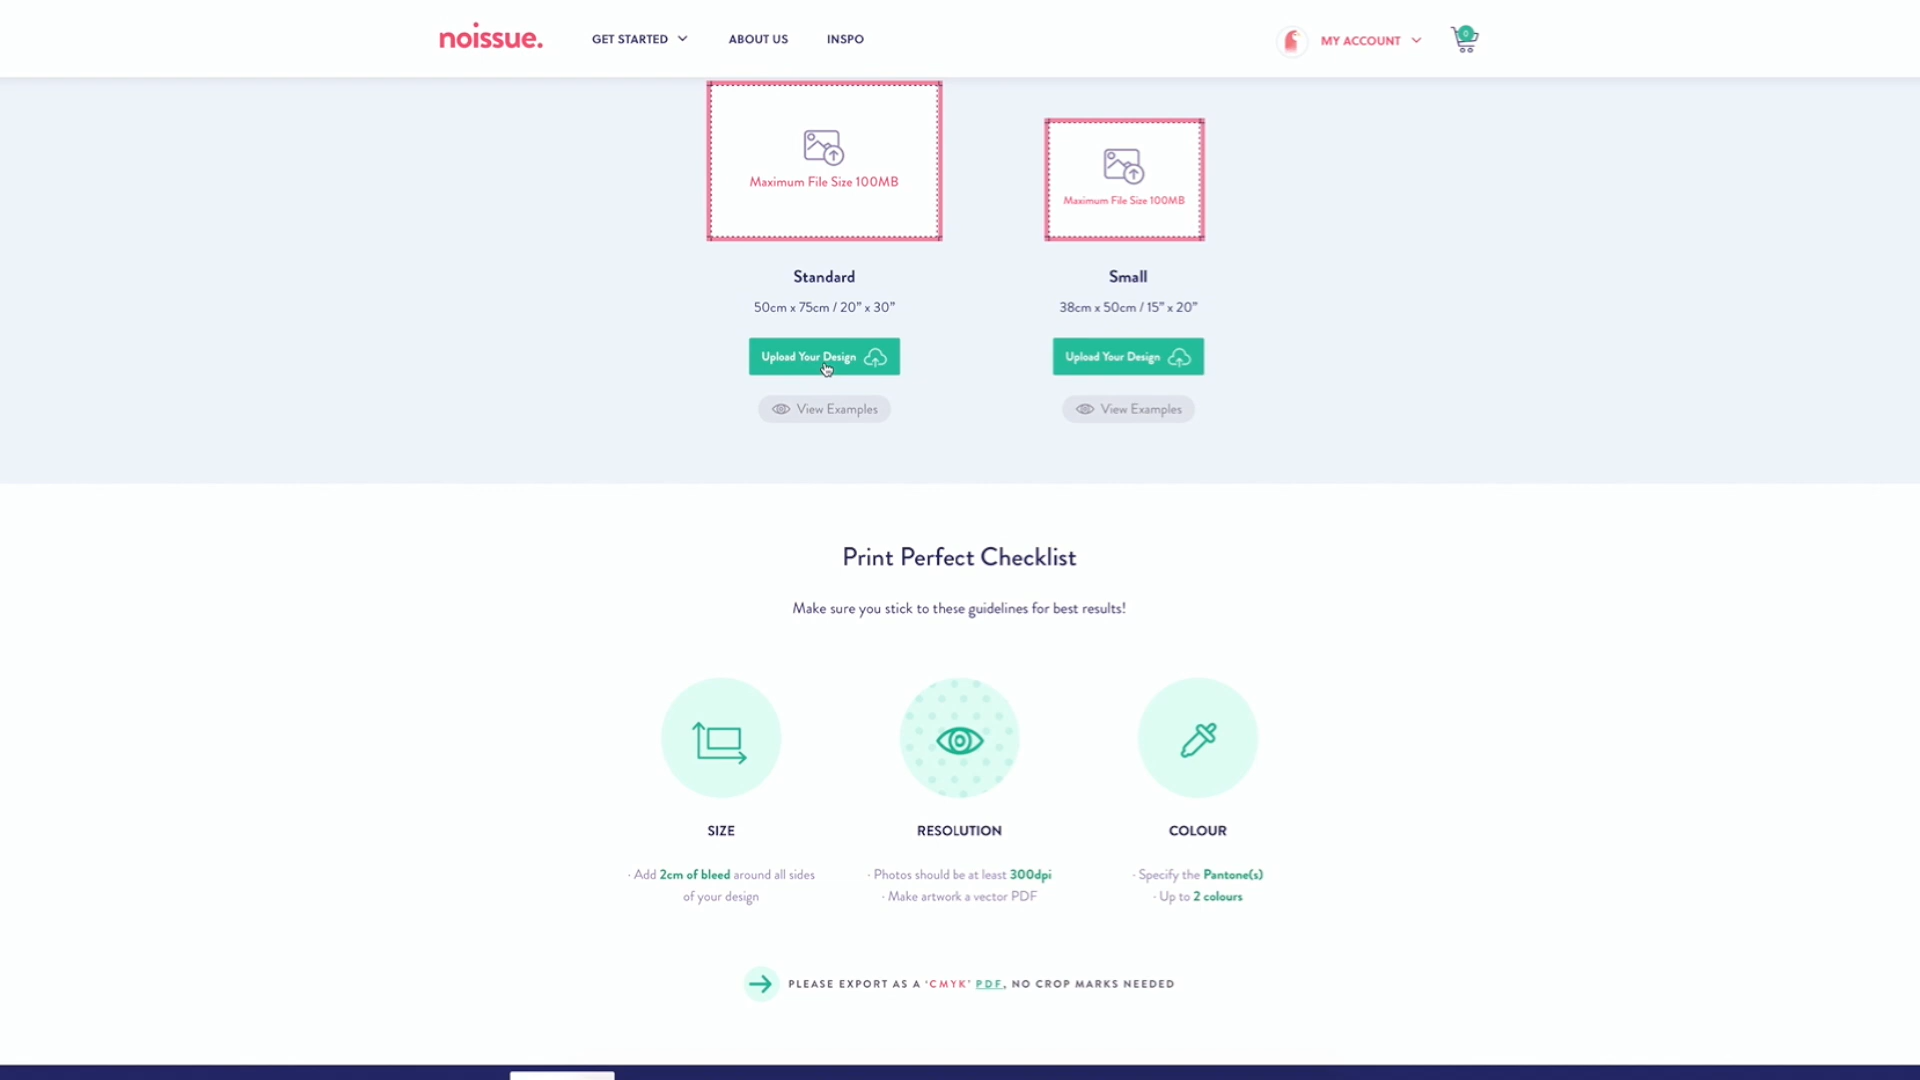 noissue.
GET STARTED
ABOUT US
INSPO
MY ACCOUNT
0
Maximum File Size 100MB
Maximum File Size 100MB
Standard
Small
50cm x 75cm / 20” x 30”
38cm x 50cm / 15” x 20”
Upload Your Design
Upload Your Design
View Examples
View Examples
Print Perfect Checklist
Make sure you stick to these guidelines for best results!
SIZE
· Add 2cm of bleed around all sides
of your design
RESOLUTION
· Photos should be at least 300dpi
· Make artwork a vector PDF
COLOUR
· Specify the Pantone(s)
· Up to 2 colours
PLEASE EXPORT AS A ‘CMYK’ PDF, NO CROP MARKS NEEDED